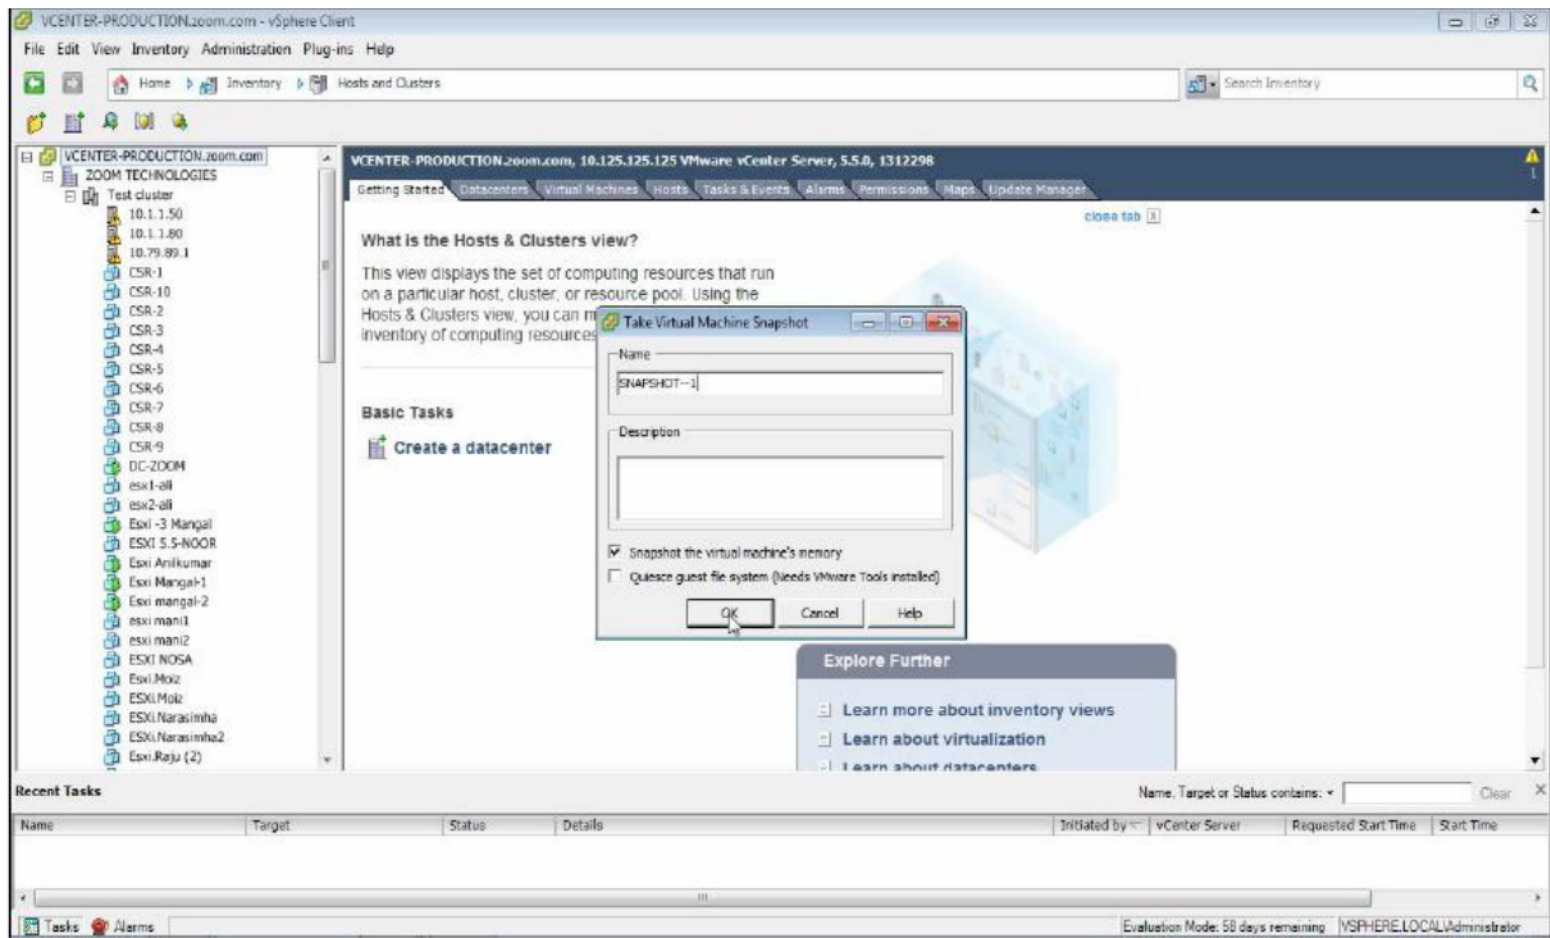 VCENTER-PRODUCTION.zoom.com - vSphere Client
File Edit View Inventory Administration Plug-ins Help
Home Inventory Hosts and Clusters
Search Inventory
VCENTER-PRODUCTION.zoom.com
ZOOM TECHNOLOGIES
Test cluster
10.1.1.50
10.1.1.80
10.79.89.1
CSR-1
CSR-10
CSR-2
CSR-3
CSR-4
CSR-5
CSR-6
CSR-7
CSR-8
CSR-9
DC-ZOOM
esx1-ali
esx2-ali
Esxi -3 Mangal
ESXI 5.5-NOOR
Esxi Anilkumar
Esxi Mangal-1
Esxi mangal-2
esxi mani1
esxi mani2
ESXI NOSA
Esxi.Moiz
ESXi.Moiz
ESXi.Narasimha
ESXi.Narasimha2
Esxi.Raju (2)
VCENTER-PRODUCTION.zoom.com, 10.125.125.125 VMware vCenter Server, 5.5.0, 1312298
Getting Started Datacenters Virtual Machines Hosts Tasks & Events Alarms Permissions Maps Update Manager
close tab
What is the Hosts & Clusters view?
This view displays the set of computing resources that run
on a particular host, cluster, or resource pool. Using the
Hosts & Clusters view, you can m
inventory of computing resources
Basic Tasks
Create a datacenter
Take Virtual Machine Snapshot
Name
SNAPSHOT--1
Description
Snapshot the virtual machine's memory
Quiesce guest file system (Needs VMware Tools installed)
OK Cancel Help
Explore Further
Learn more about inventory views
Learn about virtualization
Learn about datacenters
Recent Tasks
Name, Target or Status contains: Clear
Name Target Status Details Initiated by vCenter Server Requested Start Time Start Time
Tasks Alarms
Evaluation Mode: 58 days remaining VSPHERE.LOCAL\Administrator